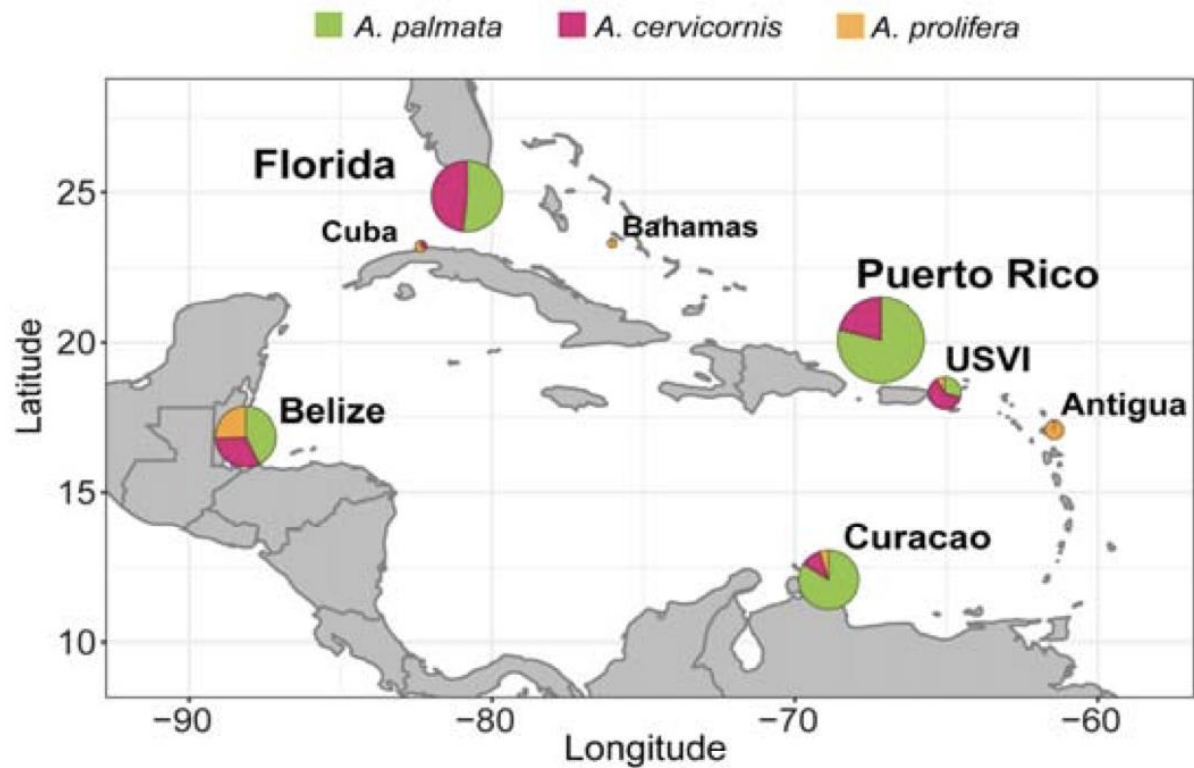 A. palmata A. cervicornis A. prolifera
Florida
Cuba
Bahamas
Puerto Rico
USVI
Belize
Antigua
Curacao
25
20
15
10
Latitude
−90 −80 −70 −60
Longitude